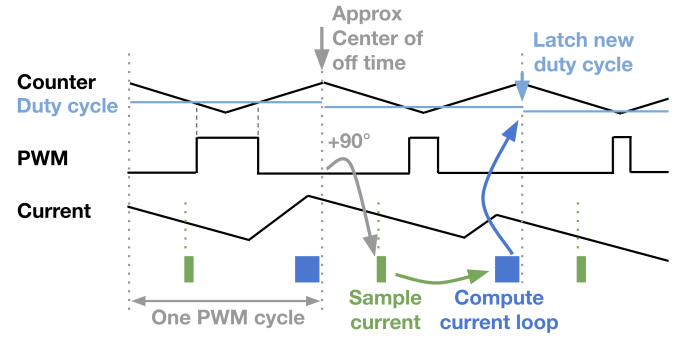 Approx
Center of
off time
Latch new
duty cycle
Counter
Duty cycle
+90°
PWM
Current
Sample
current
Compute
current loop
One PWM cycle